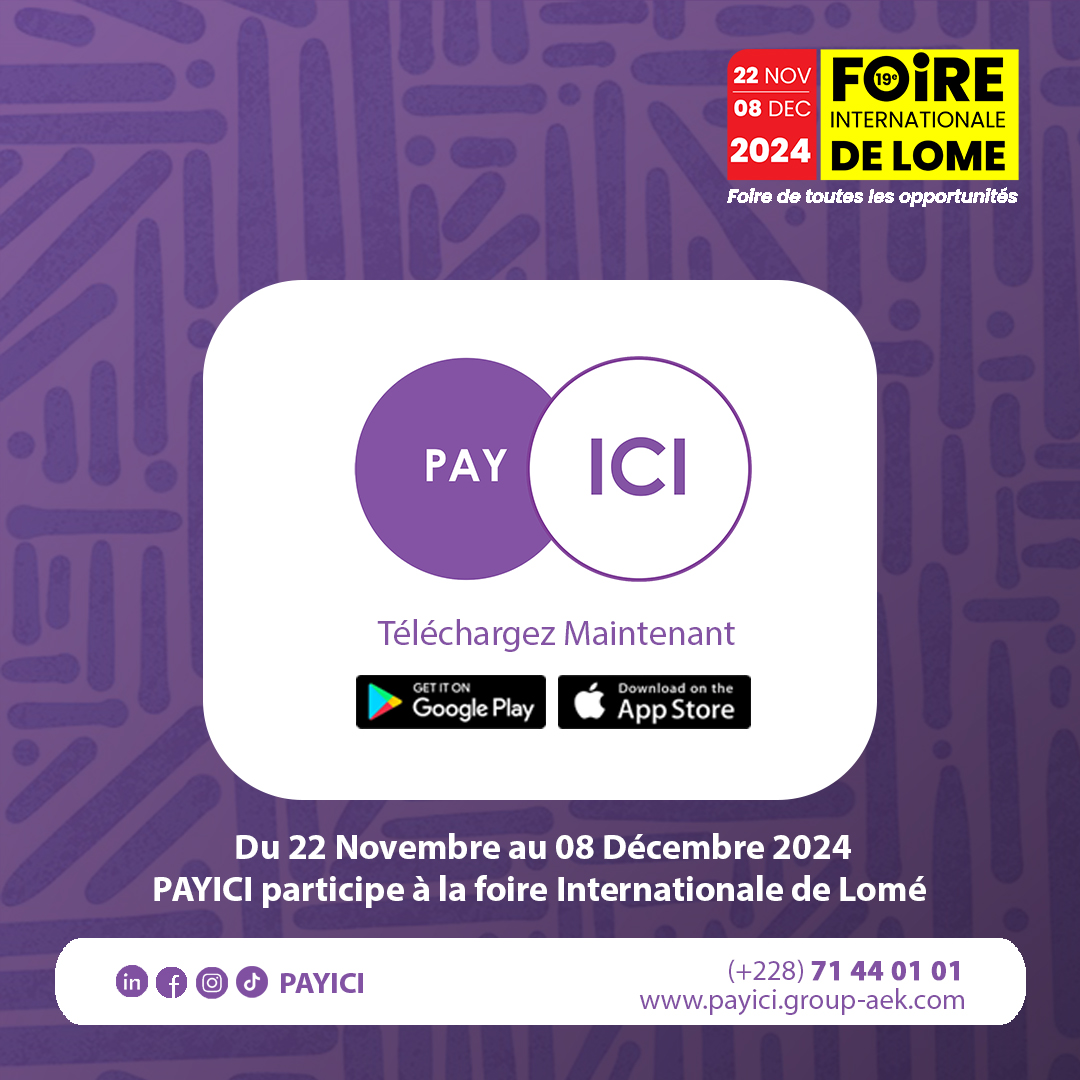 22 NOV
08 DEC
2024
19e
FOiRE
INTERNATIONALE
DE LOME
Foire de toutes les opportunités
PAY
ICI
Téléchargez Maintenant
GET IT ON
Google Play
Download on the
App Store
Du 22 Novembre au 08 Décembre 2024
PAYICI participe à la foire Internationale de Lomé
in
PAYICI
(+228) 71 44 01 01
www.payici.group-aek.com